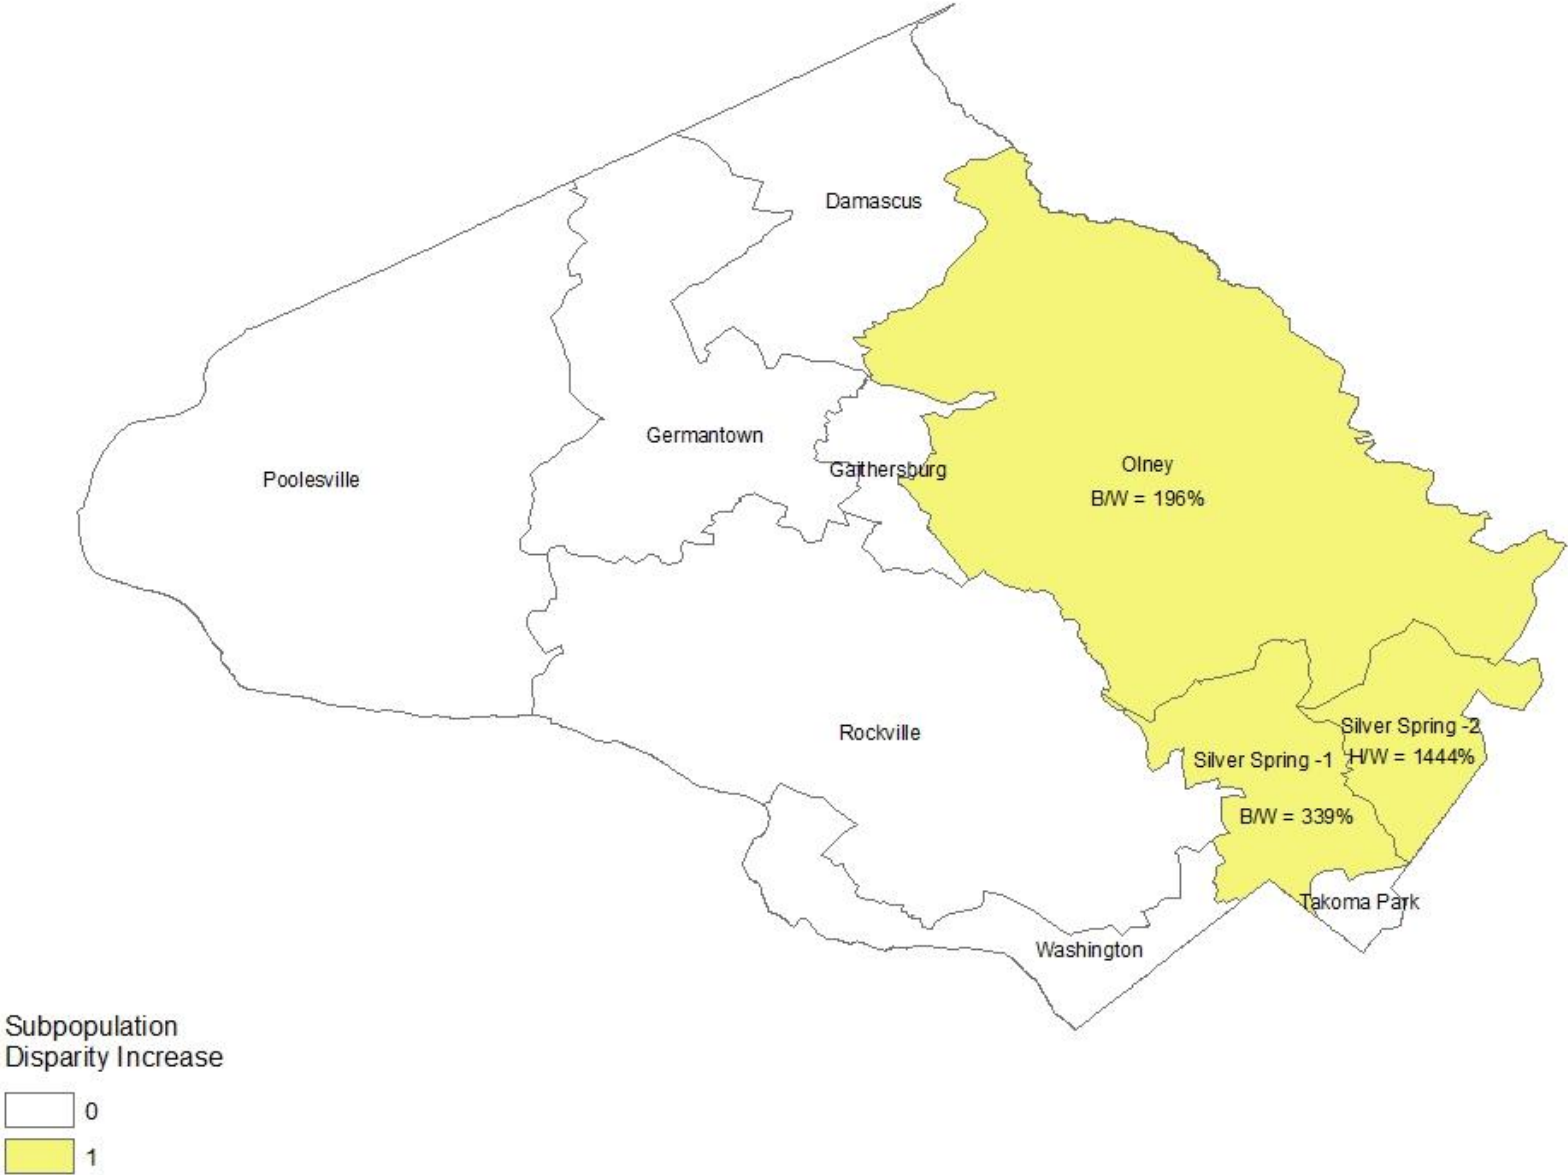 Damascus
Germantown
Gaithersburg
Poolesville
Olney
B/W = 196%
Rockville
Silver Spring -2
H/W = 1444%
Silver Spring -1
B/W = 339%
Takoma Park
Washington
Subpopulation
Disparity Increase
0
1